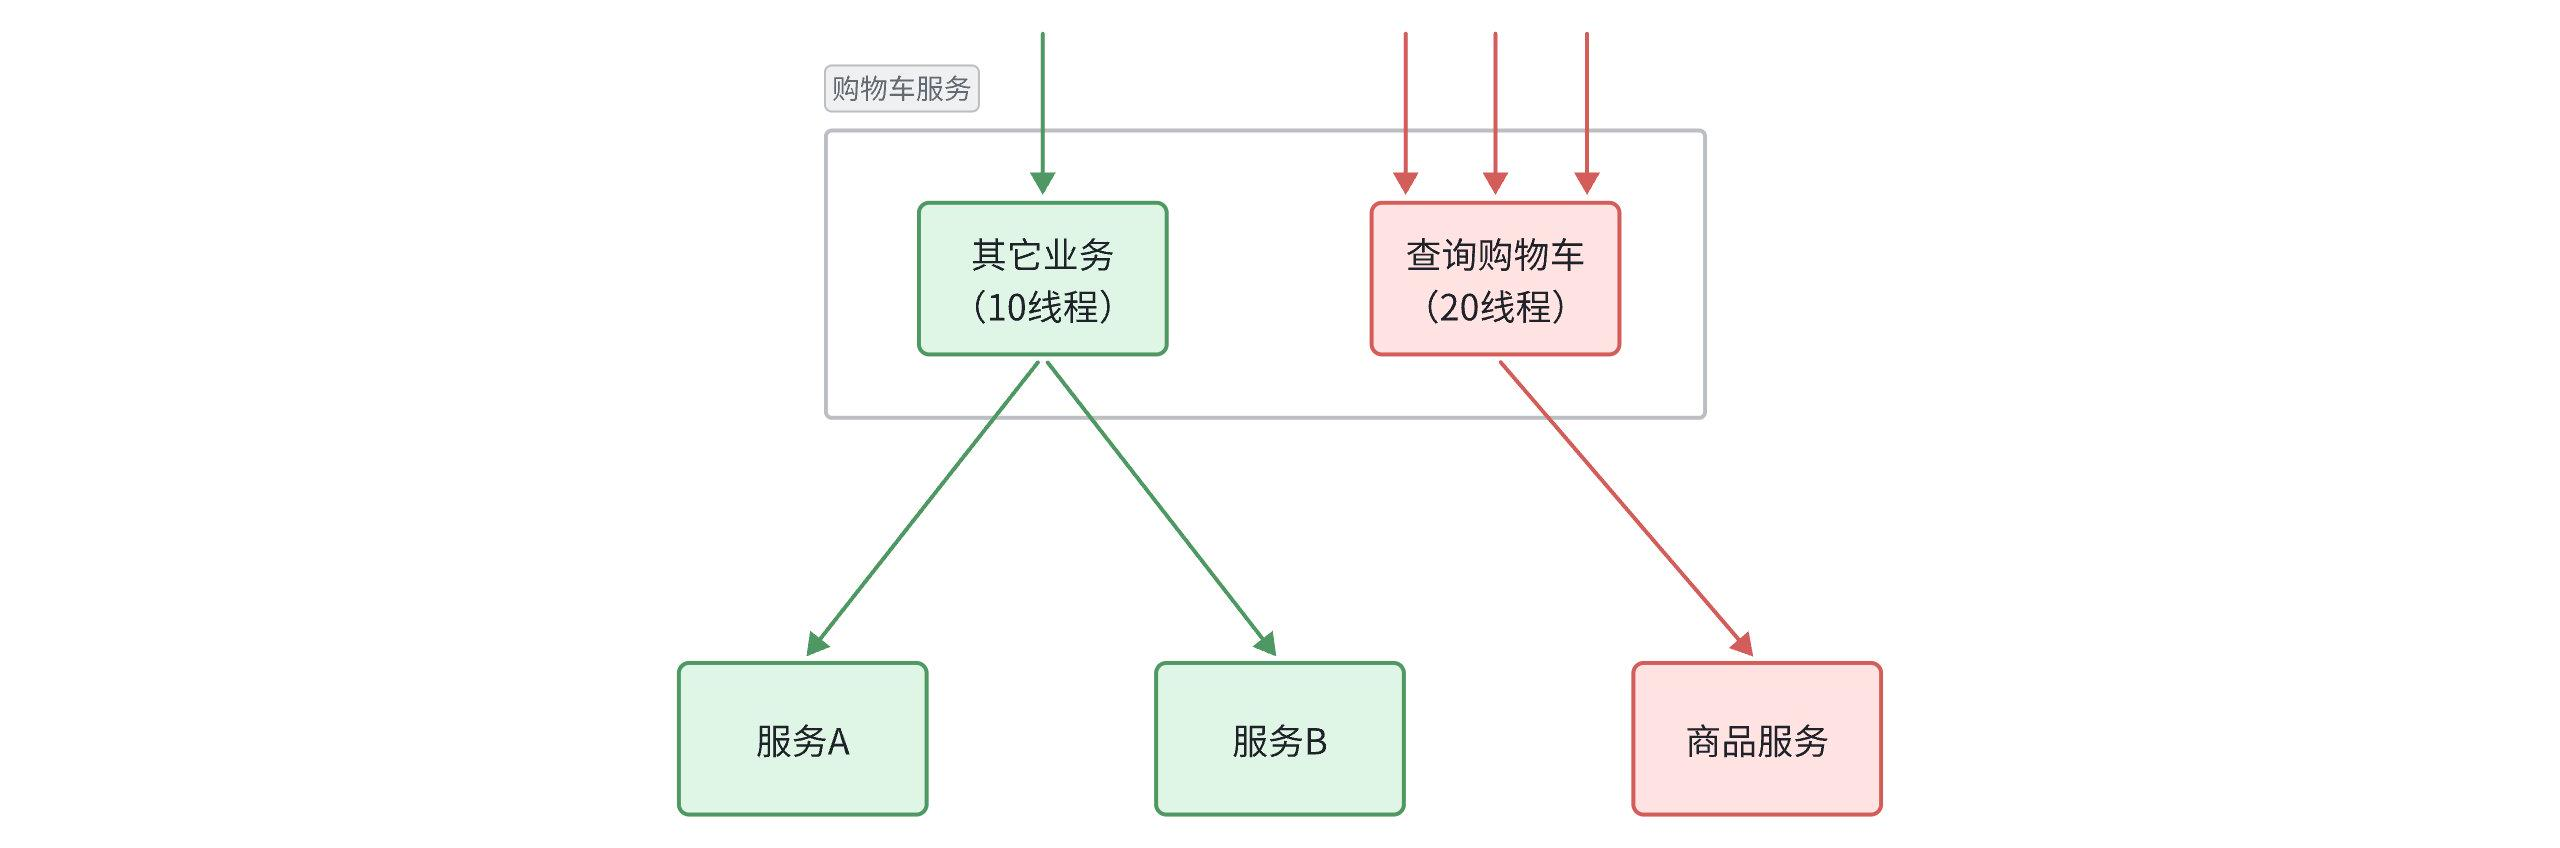 购物车服务
其它业务
（10线程）
查询购物车
（20线程）
服务A
服务B
商品服务